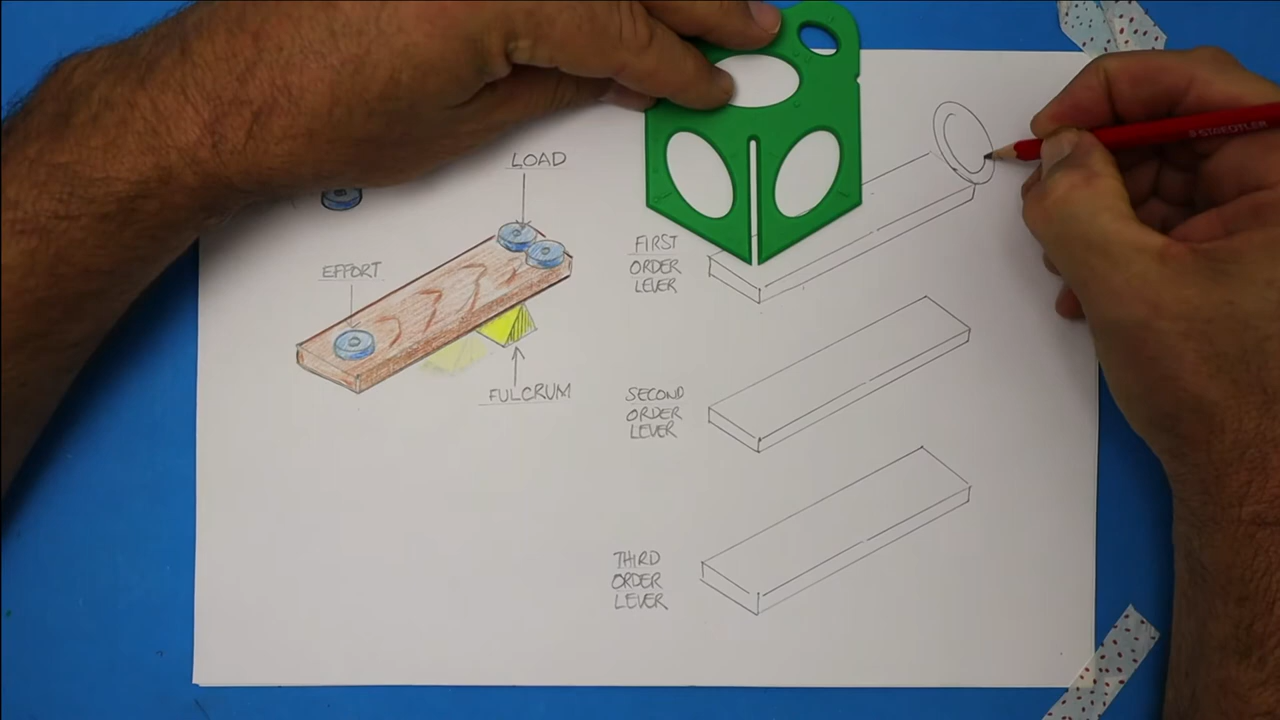 LOAD
EFFORT
FULCRUM
FIRST
ORDER
LEVER
SECOND
ORDER
LEVER
THIRD
ORDER
LEVER
STAEDTLER